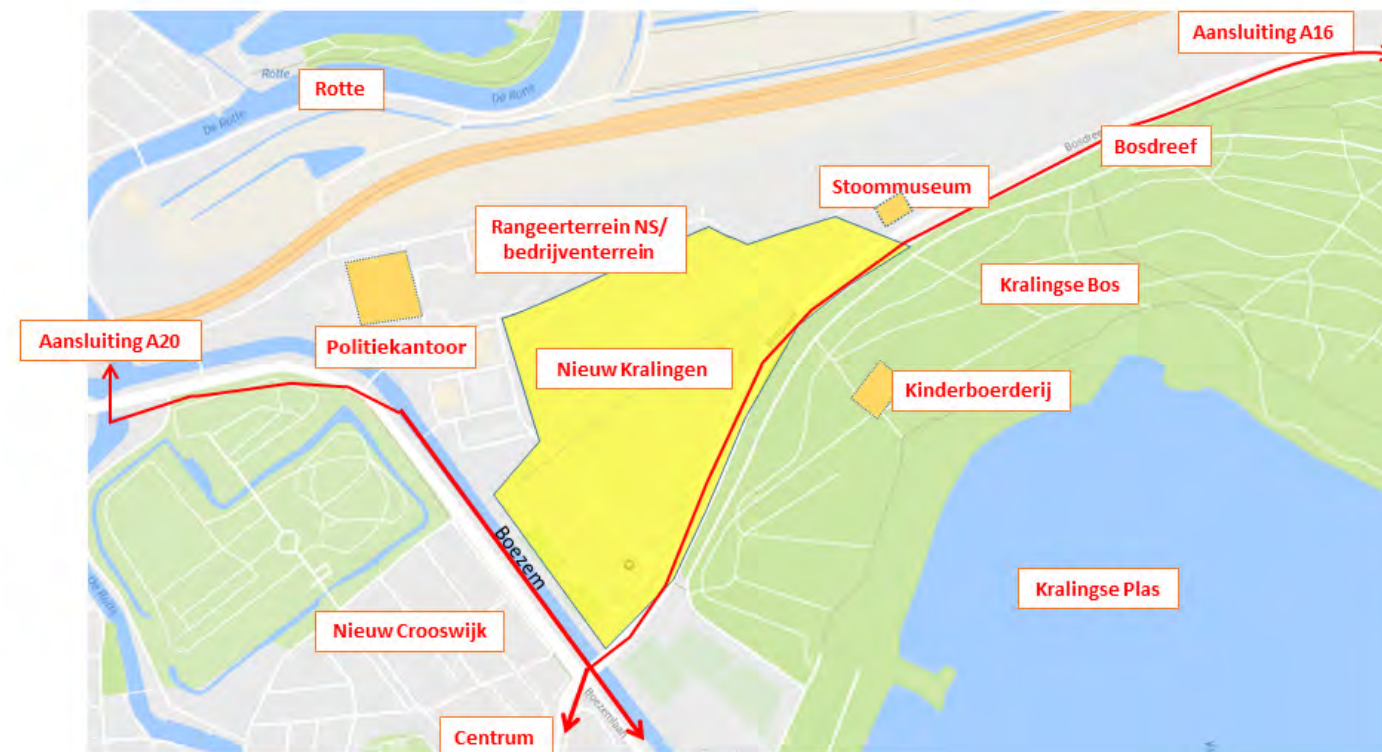 Aansluiting A16
Rotte
De Rotte
Rotte
De Rotte
Bosdree
Bosdreef
Stoommuseum
Rangeerterrein NS/
bedrijventerrein
Kralingse Bos
Aansluiting A20
Politiekantoor
Nieuw Kralingen
Kinderboerderij
Boezem
De Rotte
Kralingse Plas
Nieuw Crooswijk
Boezemlaan
Centrum